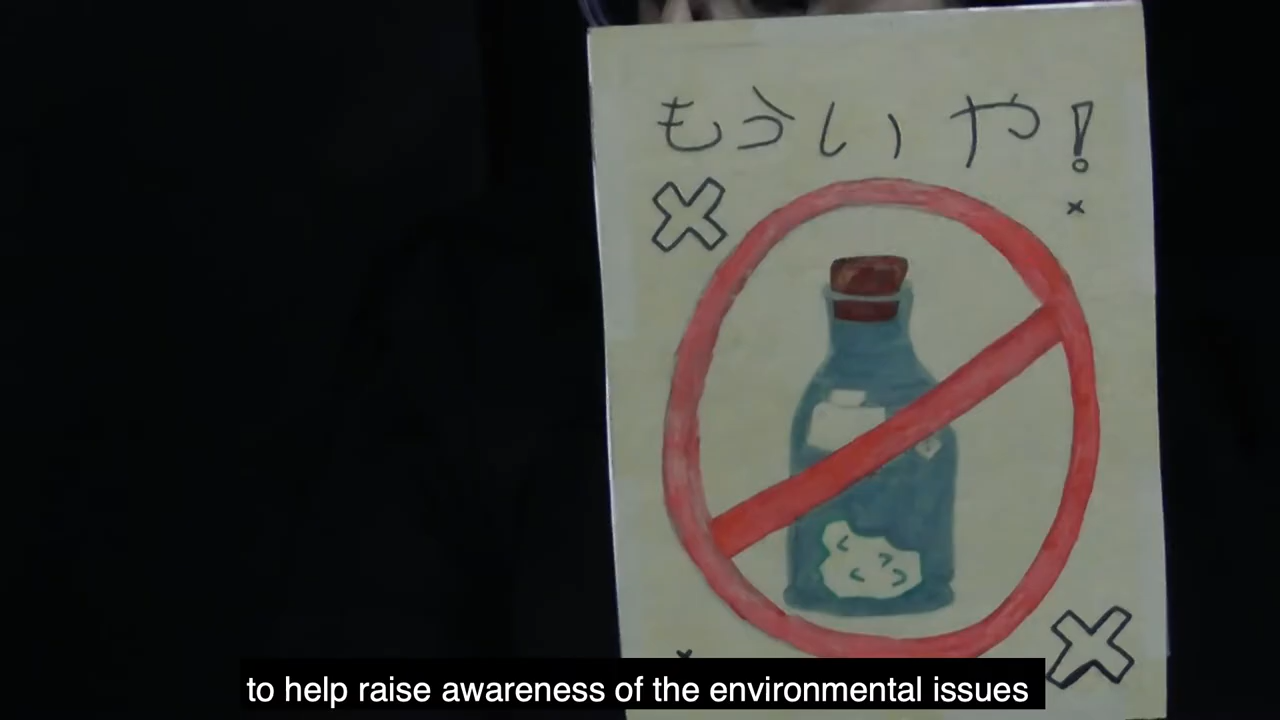 もういや!
to help raise awareness of the environmental issues